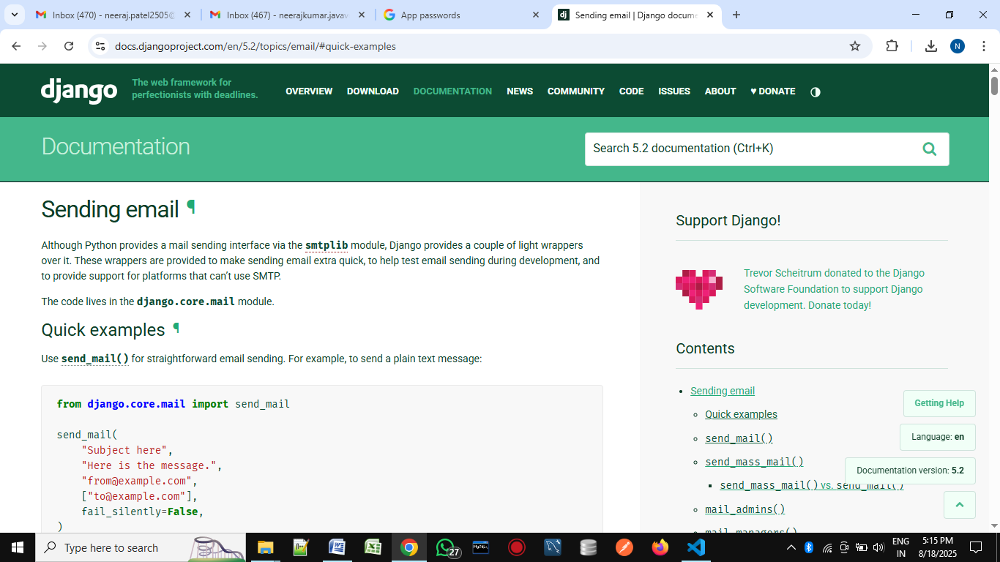 Inbox (470) - neeraj.patel2505@
Inbox (467) - neerajkumar.javav
App passwords
Sending email | Django docume
docs.djangoproject.com/en/5.2/topics/email/#quick-examples
N
django
The web framework for
perfectionists with deadlines.
OVERVIEW DOWNLOAD DOCUMENTATION NEWS COMMUNITY CODE ISSUES ABOUT ♥ DONATE
Documentation
Search 5.2 documentation (Ctrl+K)
Sending email ¶
Although Python provides a mail sending interface via the smtplib module, Django provides a couple of light wrappers
over it. These wrappers are provided to make sending email extra quick, to help test email sending during development, and
to provide support for platforms that can’t use SMTP.
The code lives in the django.core.mail module.
Quick examples ¶
Use send_mail() for straightforward email sending. For example, to send a plain text message:
from django.core.mail import send_mail
send_mail(
"Subject here",
"Here is the message.",
"from@example.com",
["to@example.com"],
fail_silently=False,
)
Support Django!
Trevor Scheitrum donated to the Django
Software Foundation to support Django
development. Donate today!
Contents
Sending email
Quick examples
send_mail()
send_mass_mail()
send_mass_mail() vs. send_mail()
mail_admins()
mail_managers()
Getting Help
Language: en
Documentation version: 5.2
Type here to search
27
ENG
IN
5:15 PM
8/18/2025